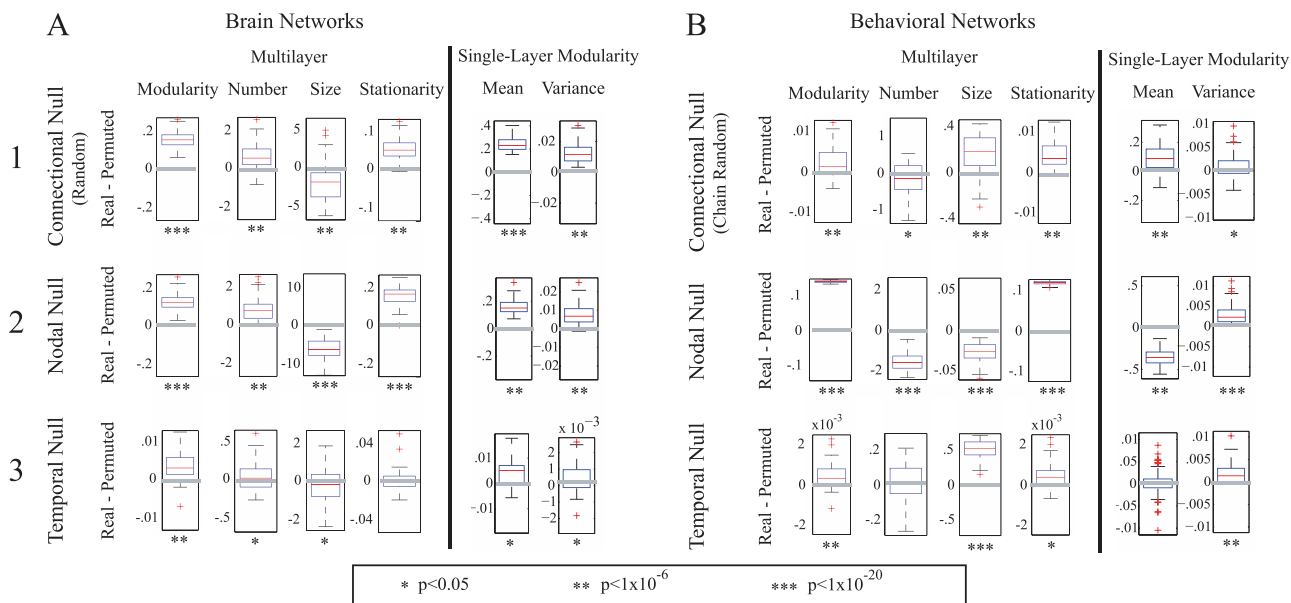 A Brain Networks B Behavioral Networks
Multilayer Single-Layer Modularity Multilayer Single-Layer Modularity
Modularity Number Size Stationarity Mean Variance Modularity Number Size Stationarity Mean Variance
1 Connectional Null (Random) Real - Permuted
.2 0 -.2 ***
2 0 -2 **
5 0 -5 **
.1 0 -.1 **
.4 .2 0 -.2 -.4 ***
.02 0 -.02 **
Connectional Null (Chain Random) Real - Permuted
.01 0 -.01 **
1 0 -1 *
.4 0 -.4 **
.01 0 -.01 **
.2 0 -.2 **
.01 .005 0 -.005 -.01 *
2 Nodal Null Real - Permuted
.2 0 -.2 ***
2 0 -2 **
10 0 -10 ***
.2 0 -.2 ***
.2 0 -.2 **
.02 .01 0 -.01 -.02 **
Nodal Null Real - Permuted
.1 0 -.1 ***
2 0 -2 ***
.05 0 -.05 ***
.1 0 -.1 ***
.5 0 -.5 **
.01 .005 0 -.005 -.01 ***
3 Temporal Null Real - Permuted
.01 0 -.01 **
.5 0 -.5 *
2 0 -2 *
.04 0 -.04
.01 0 -.01 *
x 10-3 2 1 0 -1 -2 *
Temporal Null Real - Permuted
x10-3 2 0 -2 **
2 0 -2
2 0 -2 ***
x10-3 2 0 -2 *
.01 .005 0 -.005 -.01
.01 .005 0 -.005 -.01 **
* p<0.05 ** p<1x10-6 *** p<1x10-20